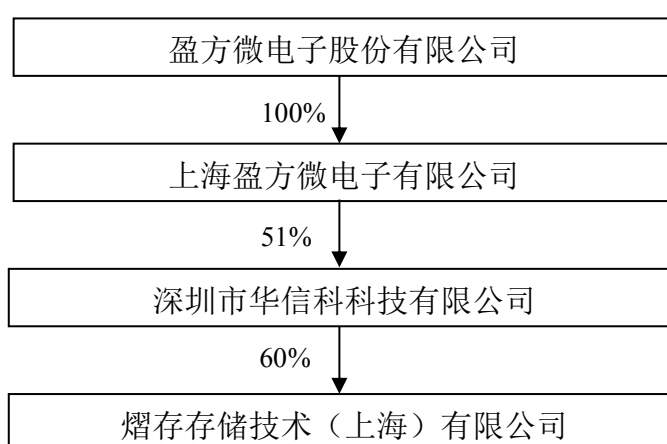 盈方微电子股份有限公司
100%
上海盈方微电子有限公司
51%
深圳市华信科科技有限公司
60%
熠存存储技术（上海）有限公司